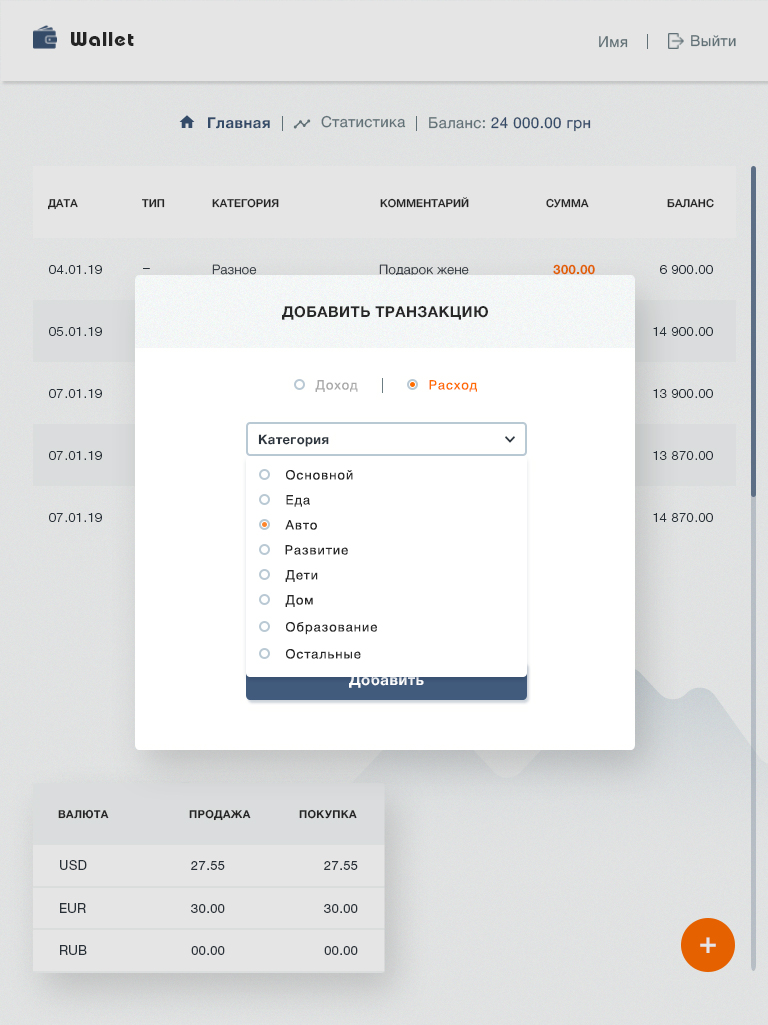 Wallet
Имя | Выйти
Главная | Статистика | Баланс: 24 000.00 грн
ДАТА ТИП КАТЕГОРИЯ КОММЕНТАРИЙ СУММА БАЛАНС
04.01.19 – Разное Подарок жене 300.00 6 900.00
ДОБАВИТЬ ТРАНЗАКЦИЮ
05.01.19 14 900.00
Доход | Расход
07.01.19 13 900.00
Категория
07.01.19 13 870.00
Основной
Еда
07.01.19 14 870.00
Авто
Развитие
Дети
Дом
Образование
Остальные
Добавить
ВАЛЮТА ПРОДАЖА ПОКУПКА
USD 27.55 27.55
EUR 30.00 30.00
RUB 00.00 00.00
+